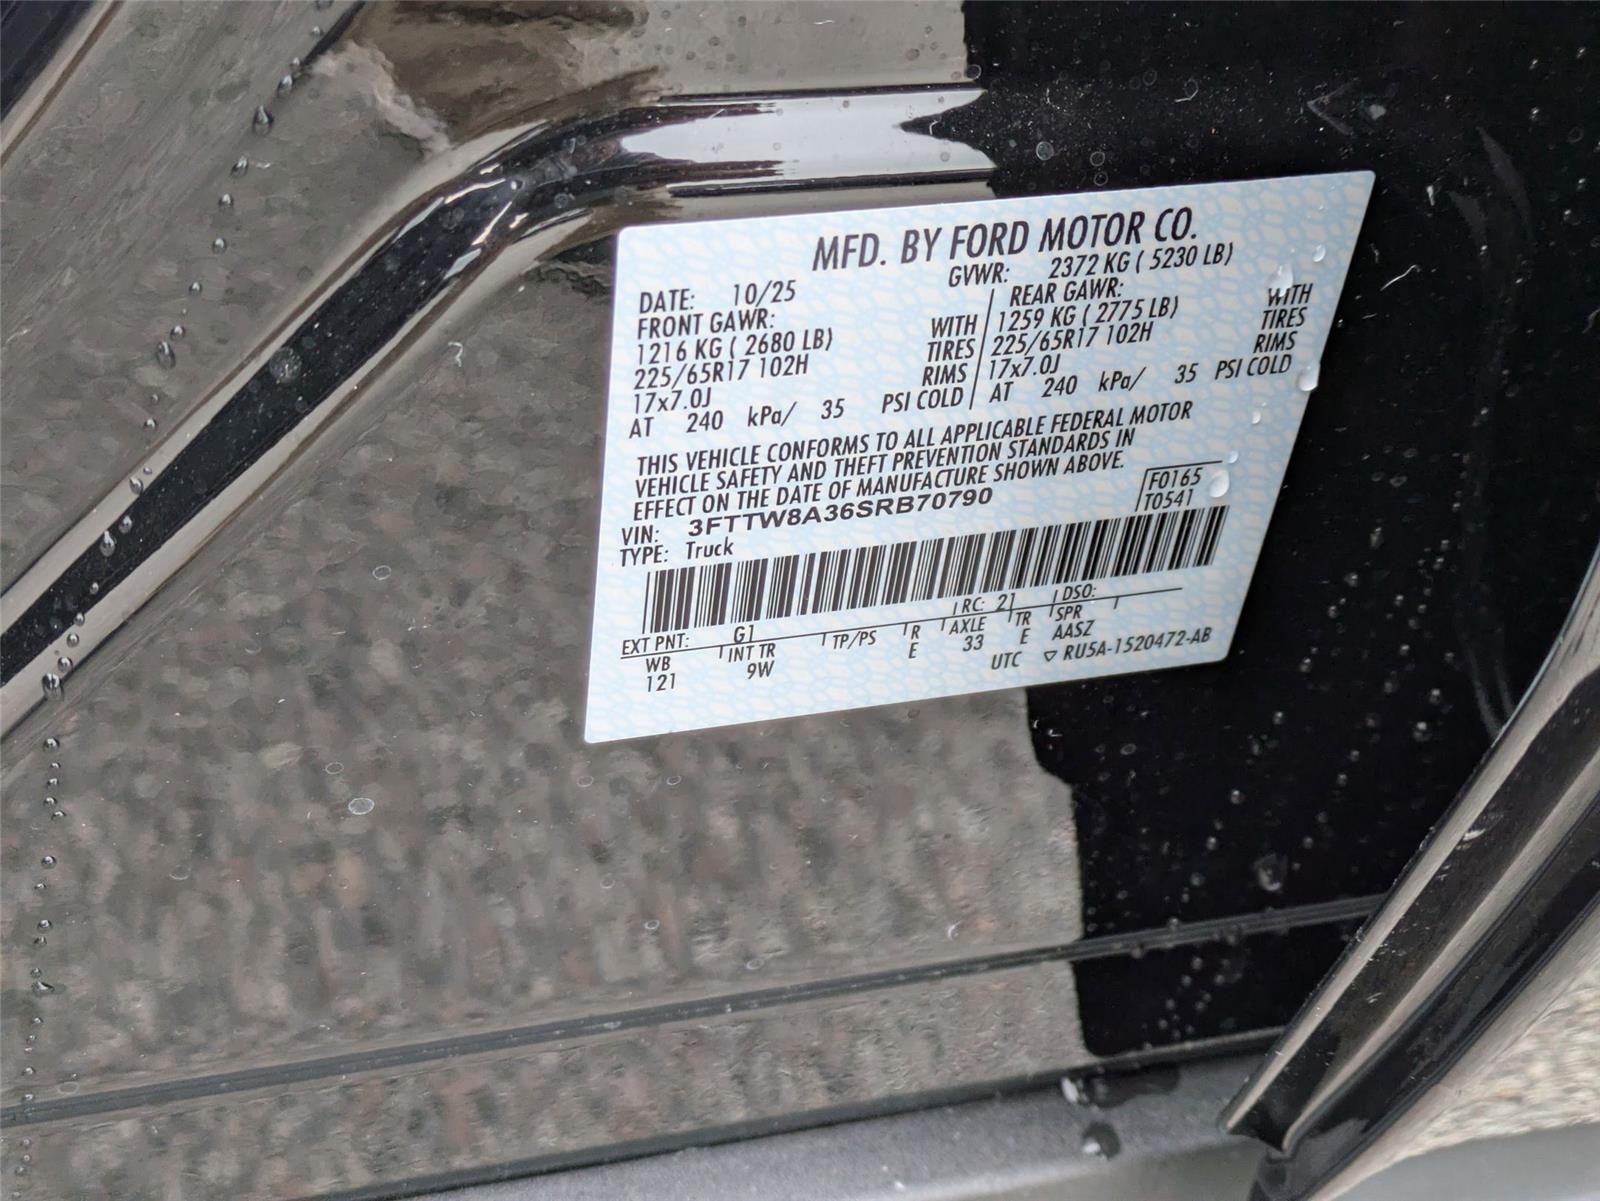 MFD. BY FORD MOTOR CO.
DATE: 10/25 GVWR: 2372 KG ( 5230 LB)
FRONT GAWR: REAR GAWR:
1216 KG ( 2680 LB) WITH 1259 KG ( 2775 LB) WITH
225/65R17 102H TIRES 225/65R17 102H TIRES
17x7.0J RIMS 17x7.0J RIMS
AT 240 kPa/ 35 PSI COLD AT 240 kPa/ 35 PSI COLD
THIS VEHICLE CONFORMS TO ALL APPLICABLE FEDERAL MOTOR
VEHICLE SAFETY AND THEFT PREVENTION STANDARDS IN
EFFECT ON THE DATE OF MANUFACTURE SHOWN ABOVE.
VIN: 3FTTW8A36SRB70790 F0165
TYPE: Truck T0541
EXT PNT: G1 RC: 21 DSO:
WB INT TR TP/PS R AXLE TR SPR
121 9W E 33 E AASZ
UTC ▽ RU5A-1520472-AB